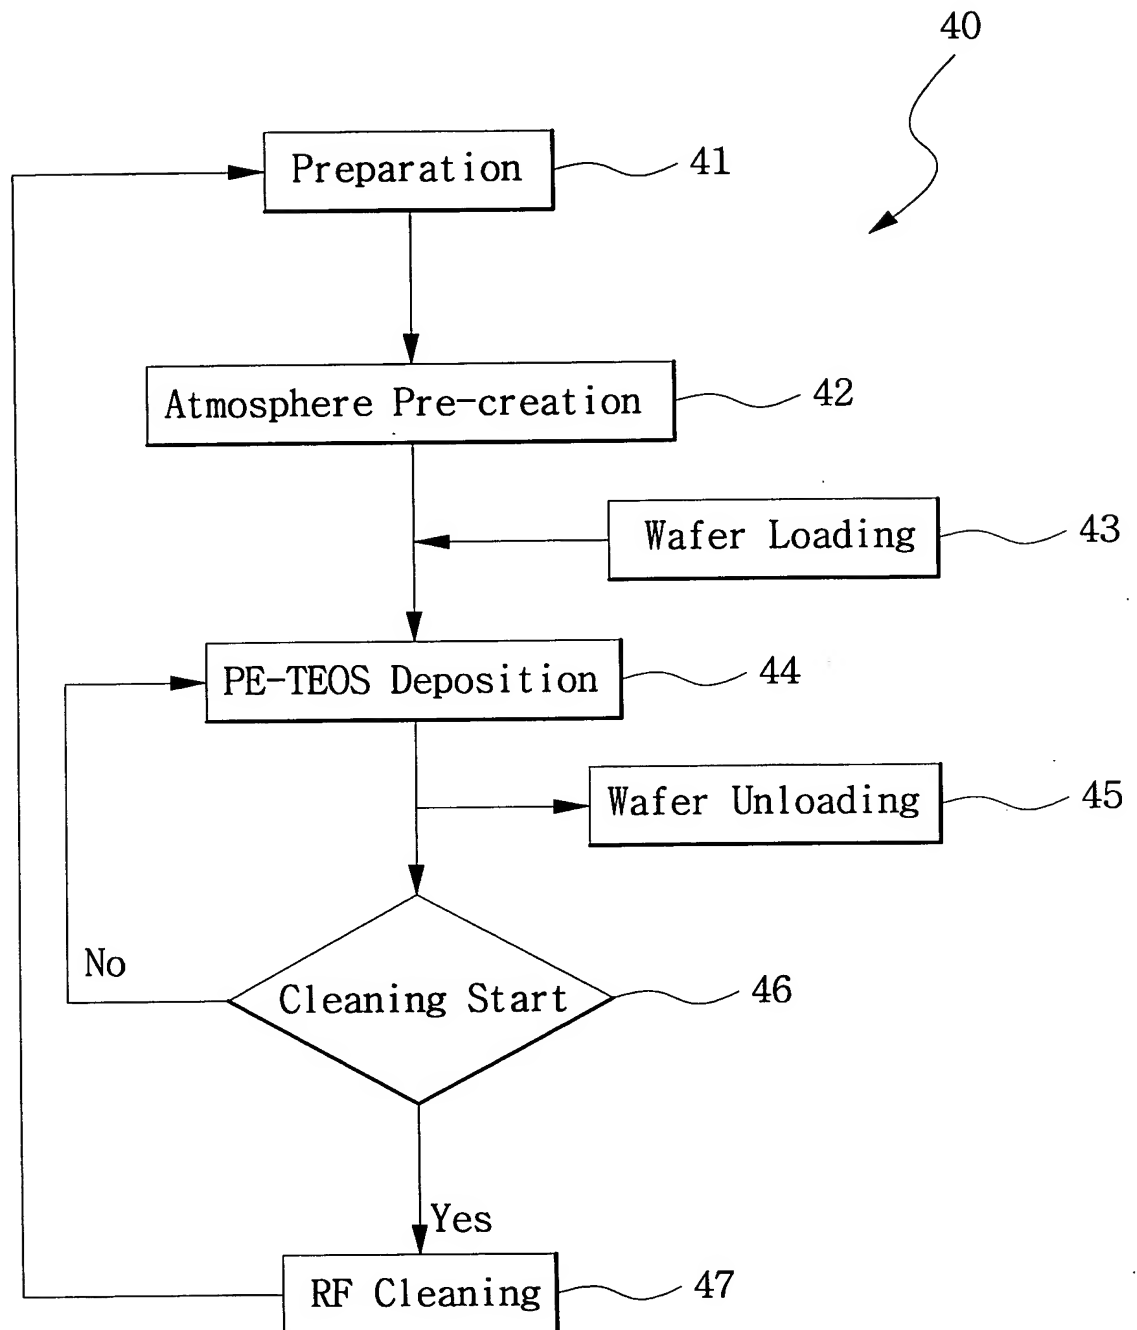 40
Preparation
41
Atmosphere Pre-creation
42
Wafer Loading
43
PE-TEOS Deposition
44
Wafer Unloading
45
No
Cleaning Start
46
Yes
RF Cleaning
47